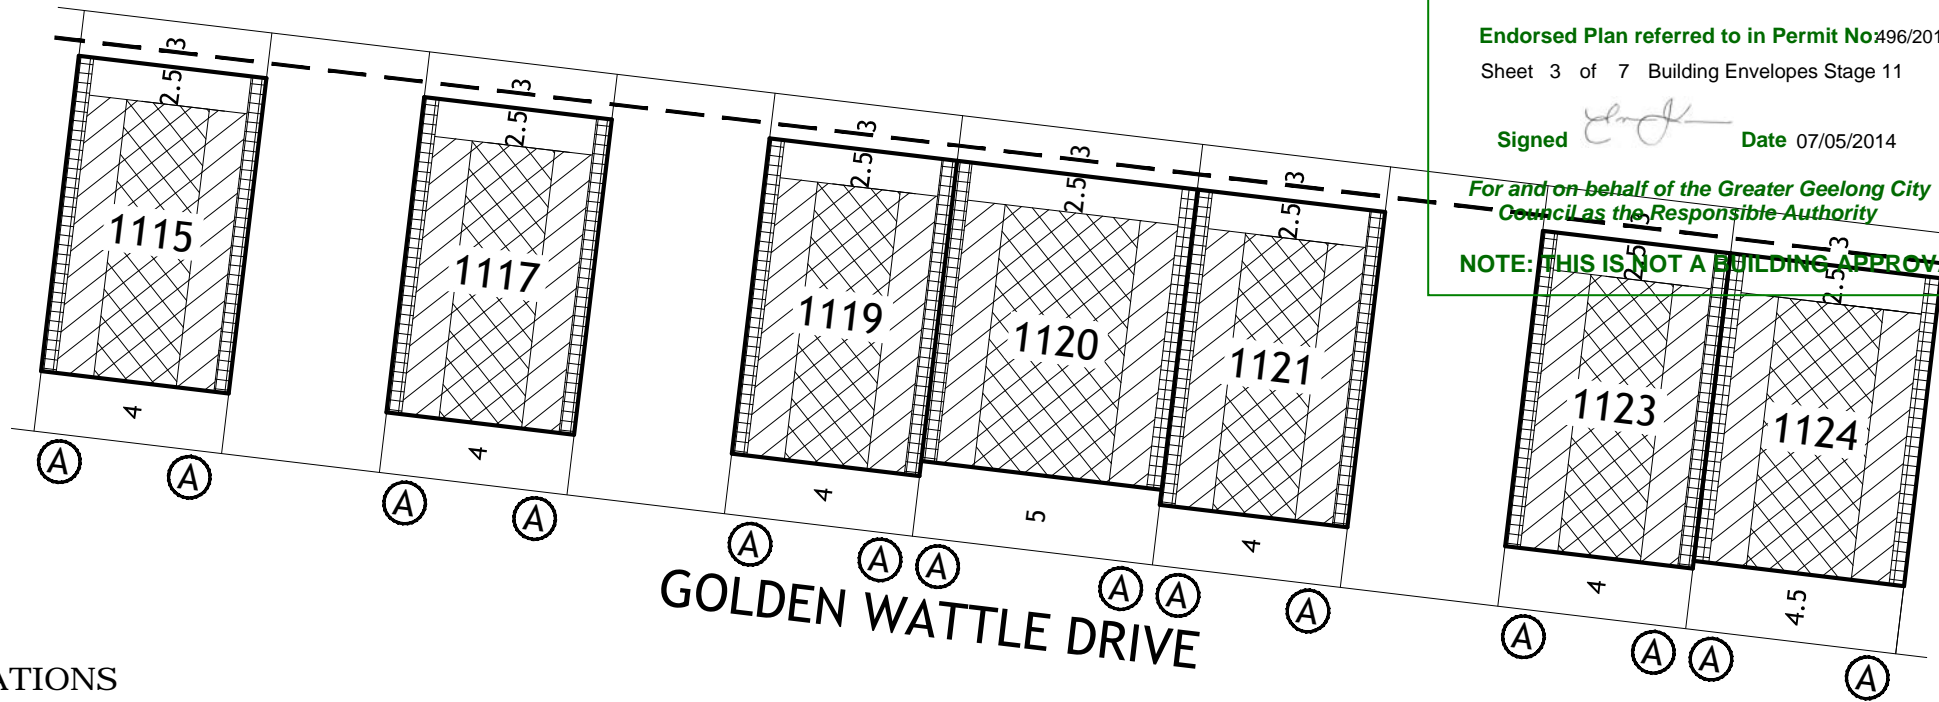 Endorsed Plan referred to in Permit No: 496/201
Sheet 3 of 7 Building Envelopes Stage 11
Signed Date 07/05/2014
For and on behalf of the Greater Geelong City
Council as the Responsible Authority
NOTE: THIS IS NOT A BUILDING APPROVA
3 3 3 3 3 3 3
2.5 2.5 2.5 2.5 2.5 2.5 2.5
1115 1117 1119 1120 1121 1123 1124
4 4 4 5 4 4 4.5
A A A A A A A A A A A A A A
GOLDEN WATTLE DRIVE
ATIONS